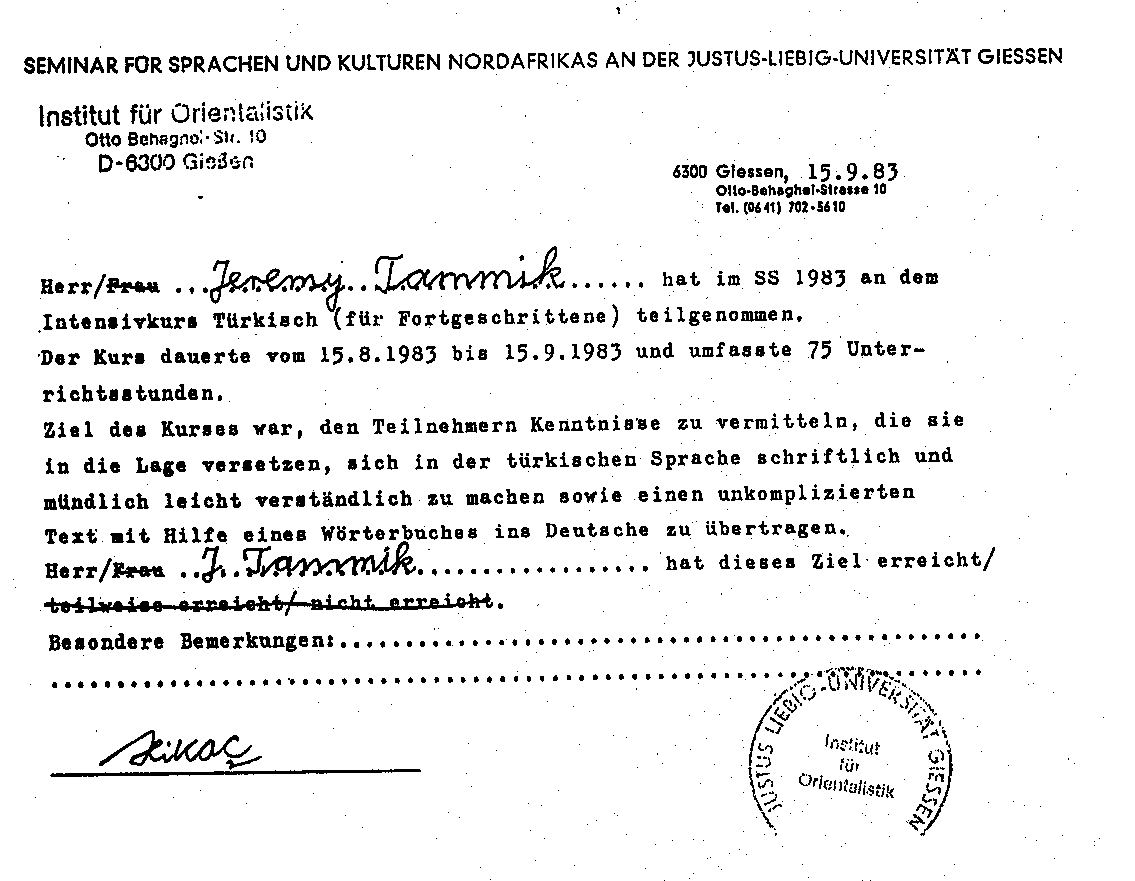 SEMINAR FÜR SPRACHEN UND KULTUREN NORDAFRIKAS AN DER JUSTUS-LIEBIG-UNIVERSITÄT GIESSEN
Institut für Orientalistik
Otto Behaghel-Str. 10
D-6300 Gießen
6300 Giessen, 15.9.83
Otto-Behaghel-Strasse 10
Tel. (0641) 702-5610
Herr/Frau ...Jeremy..Tammik...... hat im SS 1983 an dem
Intensivkurs Türkisch (für Fortgeschrittene) teilgenommen.
Der Kurs dauerte vom 15.8.1983 bis 15.9.1983 und umfasste 75 Unter-
richtsstunden.
Ziel des Kurses war, den Teilnehmern Kenntnisse zu vermitteln, die sie
in die Lage versetzen, sich in der türkischen Sprache schriftlich und
mündlich leicht verständlich zu machen sowie einen unkomplizierten
Text mit Hilfe eines Wörterbuches ins Deutsche zu übertragen.
Herr/Frau ..J. Tammik.................. hat dieses Ziel erreicht/
teilweise erreicht/ nicht erreicht.
Besondere Bemerkungen:.................................................
JUSTUS LIEBIG-UNIVERSITÄT GIESSEN
Institut
für
Orientalistik